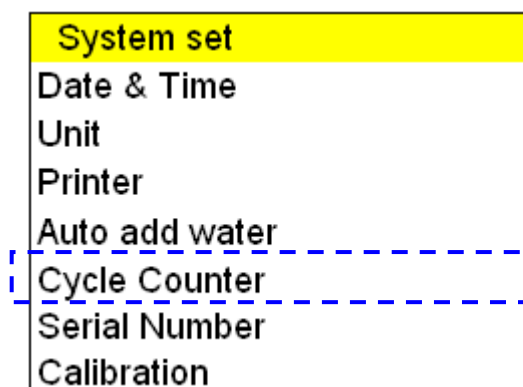 System set
Date & Time
Unit
Printer
Auto add water
Cycle Counter
Serial Number
Calibration